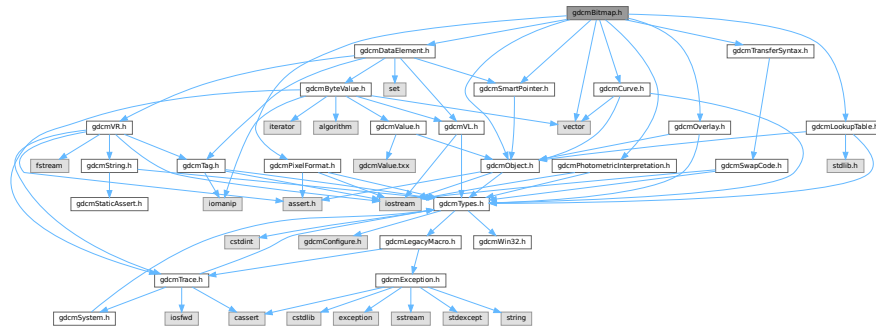 gdcmBitmap.h
gdcmDataElement.h
gdcmTransferSyntax.h
gdcmByteValue.h
set
gdcmSmartPointer.h
gdcmCurve.h
gdcmVR.h
iterator
algorithm
gdcmValue.h
gdcmVL.h
vector
gdcmOverlay.h
gdcmLookupTable.h
fstream
gdcmString.h
gdcmTag.h
gdcmPixelFormat.h
gdcmValue.txx
gdcmObject.h
gdcmPhotometricInterpretation.h
gdcmSwapCode.h
stdlib.h
gdcmStaticAssert.h
iomanip
assert.h
iostream
gdcmTypes.h
cstdint
gdcmConfigure.h
gdcmLegacyMacro.h
gdcmWin32.h
gdcmTrace.h
gdcmException.h
gdcmSystem.h
iosfwd
cassert
cstdlib
exception
sstream
stdexcept
string